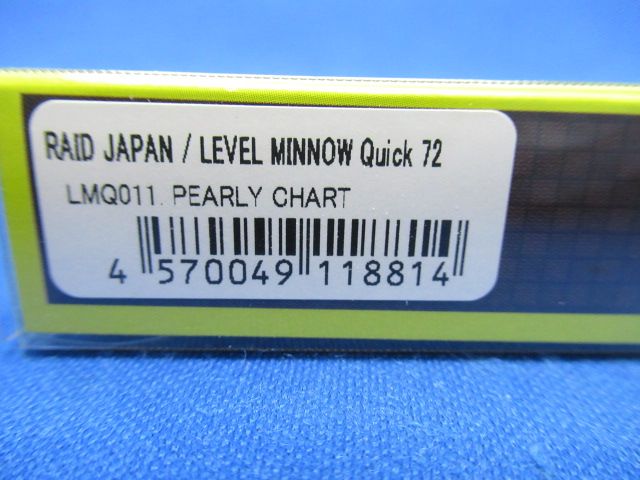 RAID JAPAN / LEVEL MINNOW Quick 72
LMQ011. PEARLY CHART
4 570049 118814